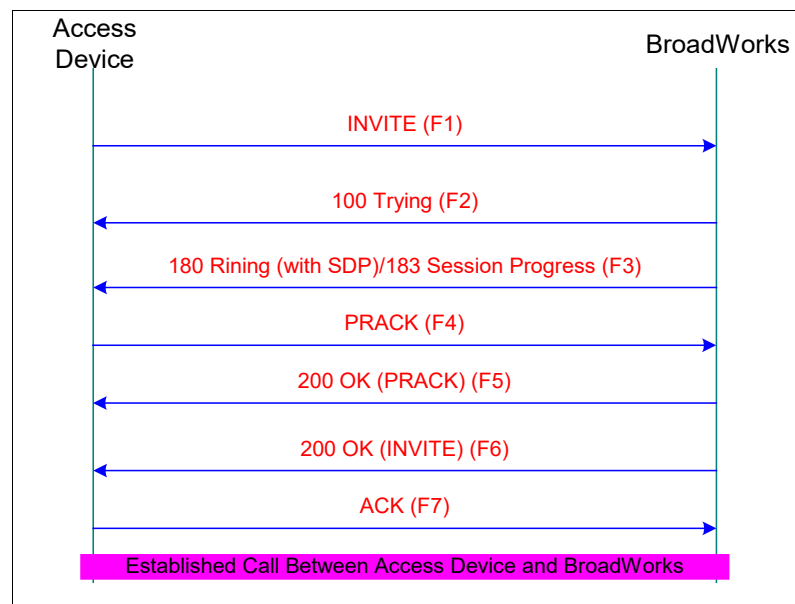 Access
Device
BroadWorks
INVITE (F1)
100 Trying (F2)
180 Rining (with SDP)/183 Session Progress (F3)
PRACK (F4)
200 OK (PRACK) (F5)
200 OK (INVITE) (F6)
ACK (F7)
Established Call Between Access Device and BroadWorks